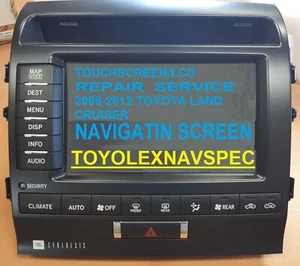 MAP
VOICE
DEST
MENU
DISP
INFO
AUDIO
TOUCHSCREEN/LCD
REPAIR SERVICE
2008-2012 TOYOTA LAND
CRUISER
NAVIGATIN SCREEN
TOYOLEXNAVSPEC
SECURITY
CLIMATE
AUTO
OFF
FRONT
REAR
REAR
JBL SYNTHESIS